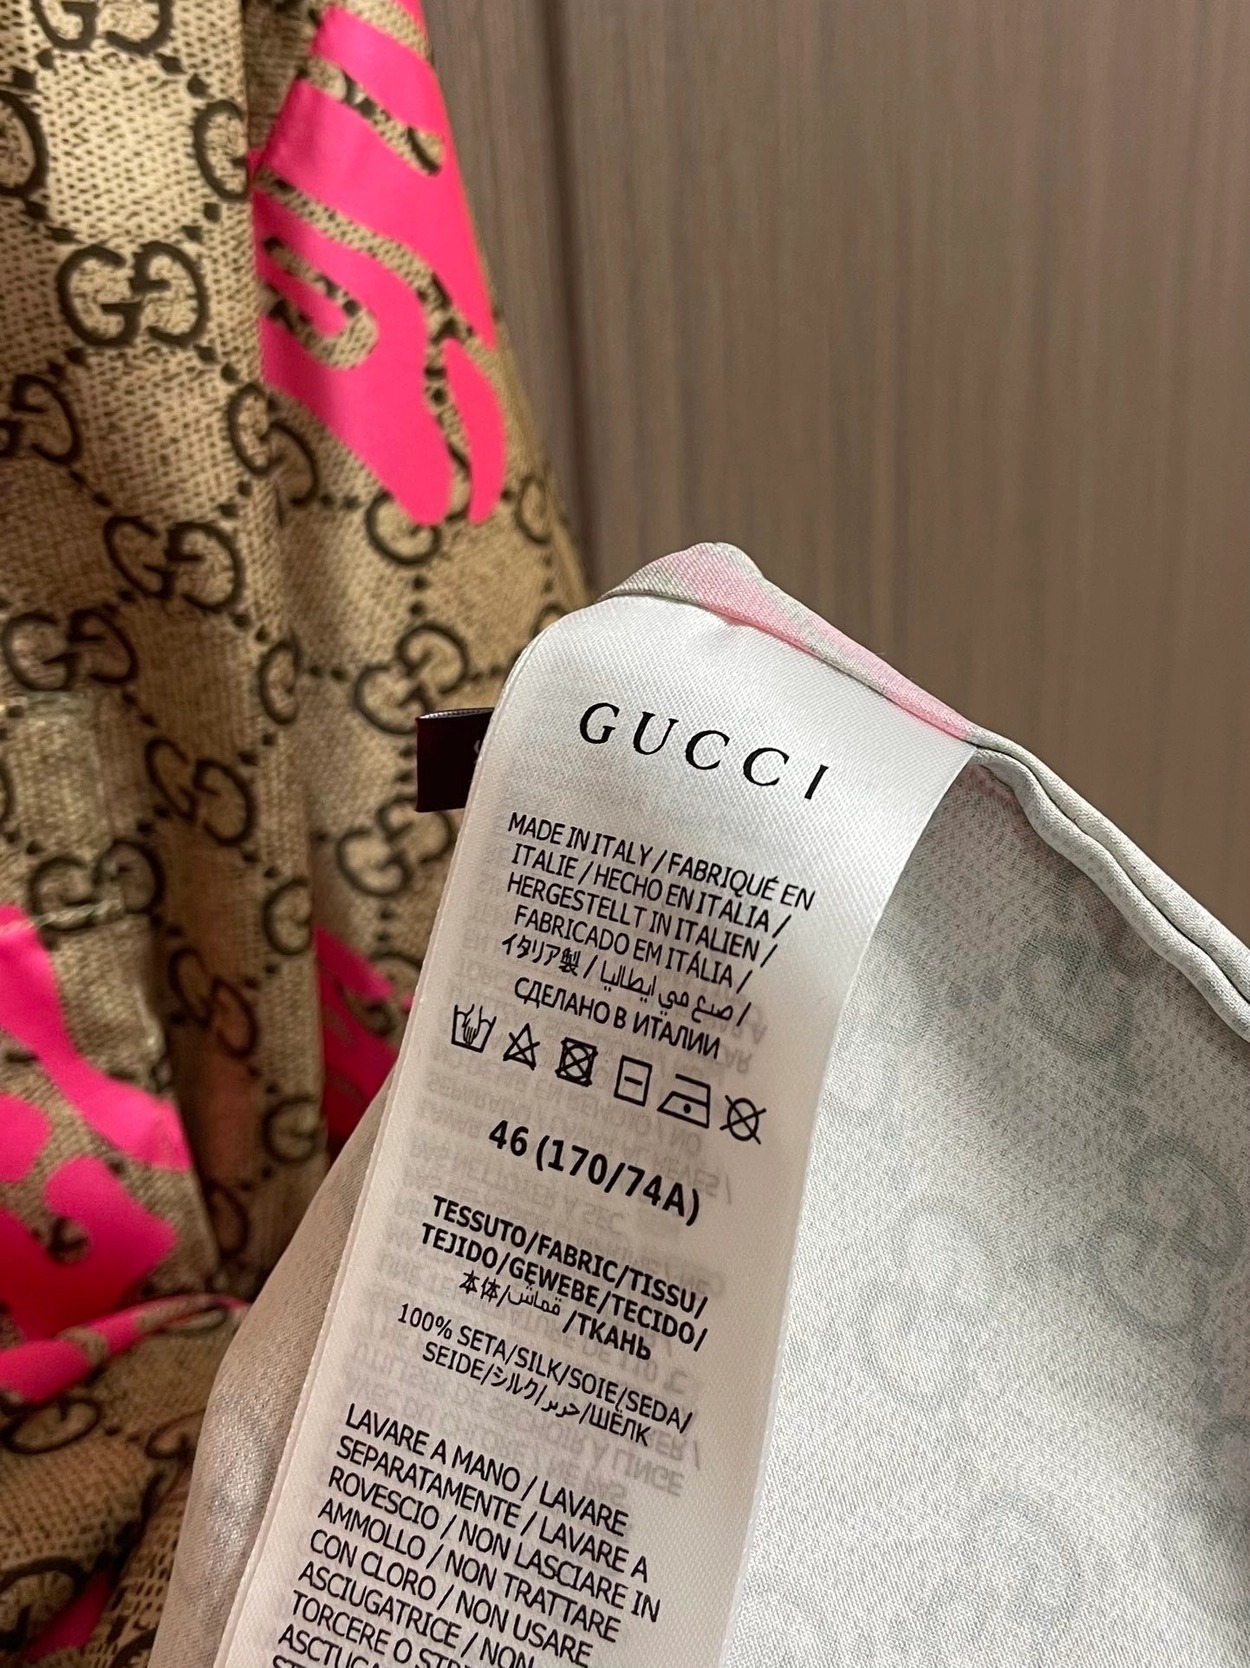 GUCCI
MADE IN ITALY / FABRIQUÉ EN
ITALIE / HECHO EN ITALIA /
HERGESTELLT IN ITALIEN /
FABRICADO EM ITÁLIA /
イタリア製 / صنع في ايطاليا /
СДЕЛАНО В ИТАЛИИ
46 (170/74A)
TESSUTO/FABRIC/TISSU/
TEJIDO/GEWEBE/TECIDO/
本体/قماش /ТКАНЬ
100% SETA/SILK/SOIE/SEDA/
SEIDE/シルク/حرير/ШЁЛК
LAVARE A MANO / LAVARE
SEPARATAMENTE / LAVARE A
ROVESCIO / NON LASCIARE IN
AMMOLLO / NON TRATTARE
CON CLORO / NON USARE
ASCIUGATRICE / NON
TORCERE O